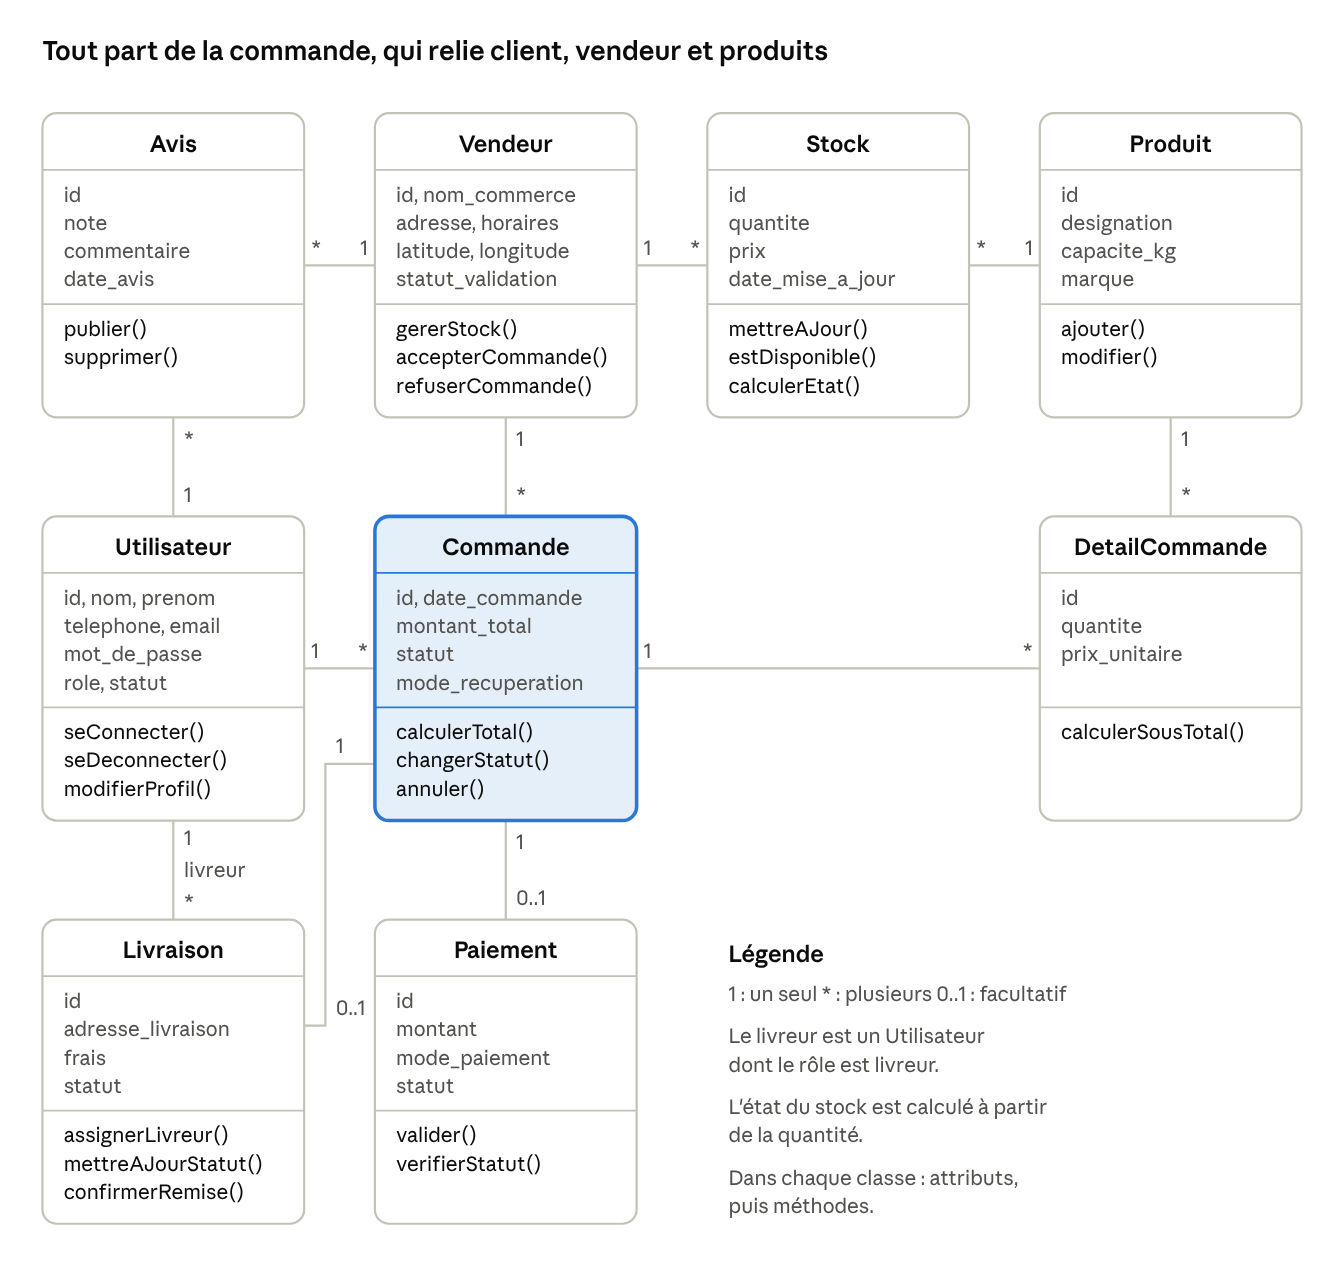 Tout part de la commande, qui relie client, vendeur et produits
Avis
id
note
commentaire
date_avis
publier()
supprimer()
* 1
Vendeur
id, nom_commerce
adresse, horaires
latitude, longitude
statut_validation
gererStock()
accepterCommande()
refuserCommande()
1 *
Stock
id
quantite
prix
date_mise_a_jour
mettreAJour()
estDisponible()
calculerEtat()
* 1
Produit
id
designation
capacite_kg
marque
ajouter()
modifier()
*
1
1
*
1
*
Utilisateur
id, nom, prenom
telephone, email
mot_de_passe
role, statut
seConnecter()
seDeconnecter()
modifierProfil()
1 *
1
Commande
id, date_commande
montant_total
statut
mode_recuperation
calculerTotal()
changerStatut()
annuler()
1 *
DetailCommande
id
quantite
prix_unitaire
calculerSousTotal()
1
livreur
*
1
0..1
Livraison
id
adresse_livraison
frais
statut
assignerLivreur()
mettreAJourStatut()
confirmerRemise()
0..1
Paiement
id
montant
mode_paiement
statut
valider()
verifierStatut()
Légende
1 : un seul * : plusieurs 0..1 : facultatif
Le livreur est un Utilisateur
dont le rôle est livreur.
L'état du stock est calculé à partir
de la quantité.
Dans chaque classe : attributs,
puis méthodes.